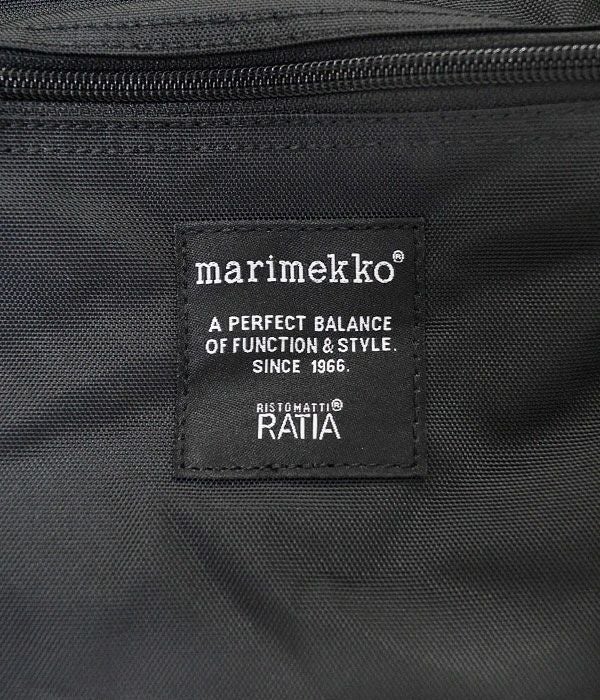 marimekko®
A PERFECT BALANCE
OF FUNCTION & STYLE.
SINCE 1966.
RISTOMATTI®
RATIA